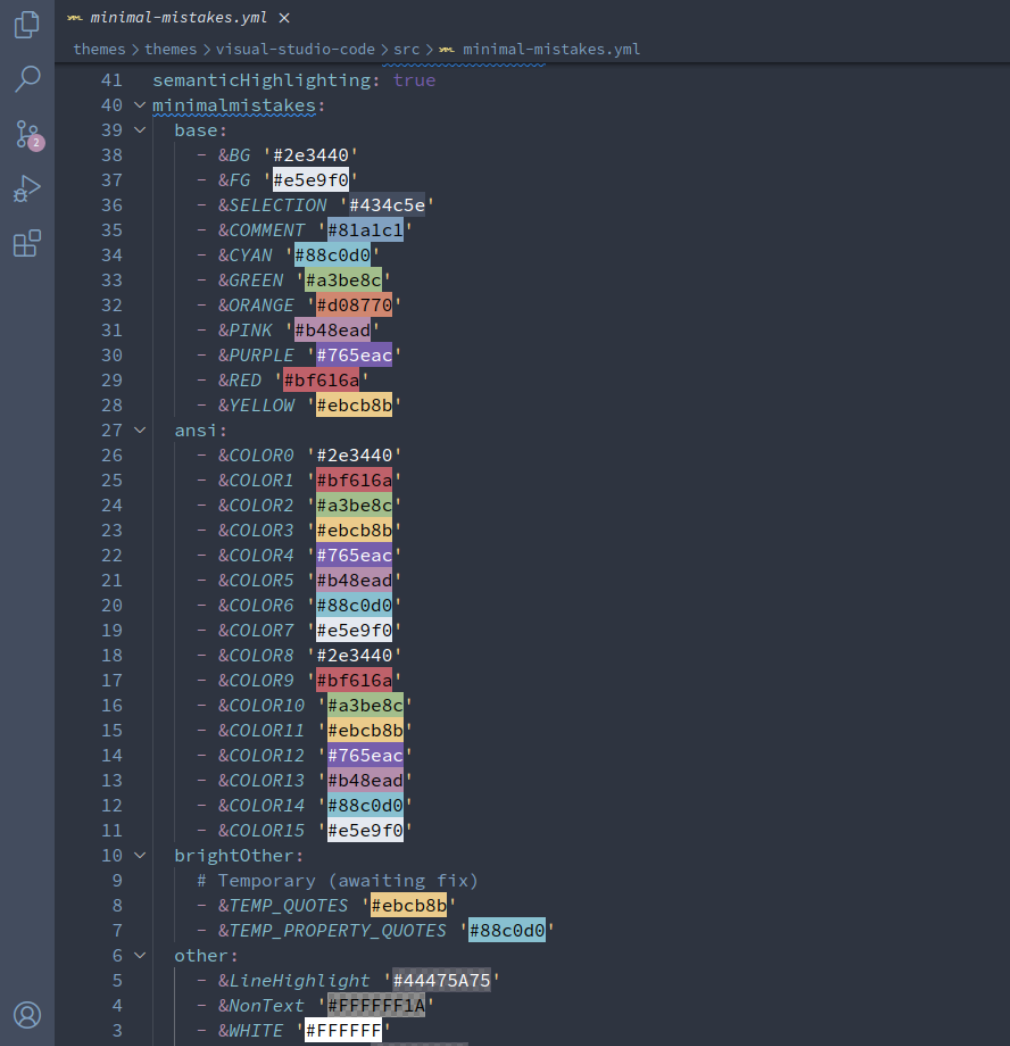 minimal-mistakes.yml ×
themes > themes > visual-studio-code > src > minimal-mistakes.yml
41 semanticHighlighting: true
40 minimalmistakes:
39 base:
38 - &BG '#2e3440'
37 - &FG '#e5e9f0'
36 - &SELECTION '#434c5e'
35 - &COMMENT '#81a1c1'
34 - &CYAN '#88c0d0'
33 - &GREEN '#a3be8c'
32 - &ORANGE '#d08770'
31 - &PINK '#b48ead'
30 - &PURPLE '#765eac'
29 - &RED '#bf616a'
28 - &YELLOW '#ebcb8b'
27 ansi:
26 - &COLOR0 '#2e3440'
25 - &COLOR1 '#bf616a'
24 - &COLOR2 '#a3be8c'
23 - &COLOR3 '#ebcb8b'
22 - &COLOR4 '#765eac'
21 - &COLOR5 '#b48ead'
20 - &COLOR6 '#88c0d0'
19 - &COLOR7 '#e5e9f0'
18 - &COLOR8 '#2e3440'
17 - &COLOR9 '#bf616a'
16 - &COLOR10 '#a3be8c'
15 - &COLOR11 '#ebcb8b'
14 - &COLOR12 '#765eac'
13 - &COLOR13 '#b48ead'
12 - &COLOR14 '#88c0d0'
11 - &COLOR15 '#e5e9f0'
10 brightOther:
9 # Temporary (awaiting fix)
8 - &TEMP_QUOTES '#ebcb8b'
7 - &TEMP_PROPERTY_QUOTES '#88c0d0'
6 other:
5 - &LineHighlight '#44475A75'
4 - &NonText '#FFFFFF1A'
3 - &WHITE '#FFFFFF'
2